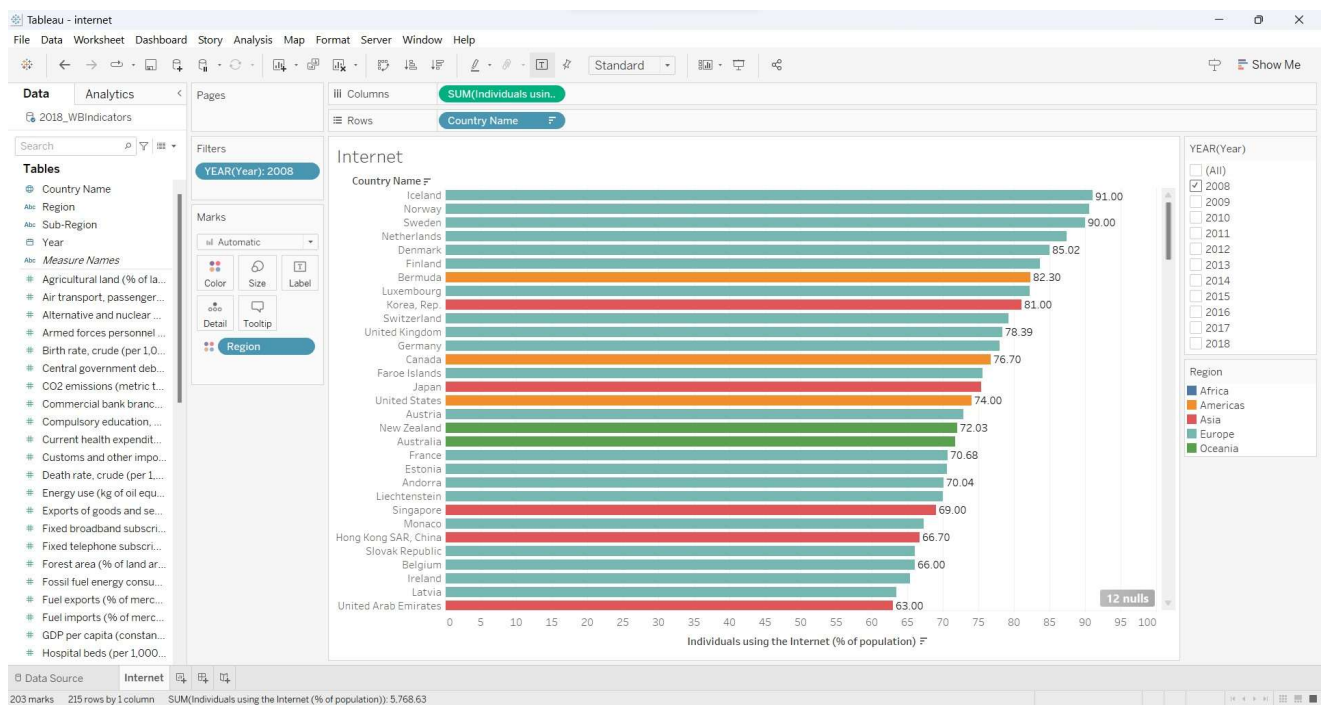 Tableau - internet
File Data Worksheet Dashboard Story Analysis Map Format Server Window Help
Standard
Show Me
Data Analytics
2018_WBIndicators
Search
Tables
Country Name
Abc Region
Abc Sub-Region
Year
Abc Measure Names
# Agricultural land (% of la...
# Air transport, passenger...
# Alternative and nuclear ...
# Armed forces personnel ...
# Birth rate, crude (per 1,0...
# Central government deb...
# CO2 emissions (metric t...
# Commercial bank branc...
# Compulsory education, ...
# Current health expendit...
# Customs and other impo...
# Death rate, crude (per 1,...
# Energy use (kg of oil equ...
# Exports of goods and se...
# Fixed broadband subscri...
# Fixed telephone subscri...
# Forest area (% of land ar...
# Fossil fuel energy consu...
# Fuel exports (% of merc...
# Fuel imports (% of merc...
# GDP per capita (constan...
# Hospital beds (per 1,000...
Pages
Filters
YEAR(Year): 2008
Marks
Automatic
Color Size Label
Detail Tooltip
Region
Columns SUM(Individuals usin..
Rows Country Name
Internet
Country Name
Iceland 91.00
Norway
Sweden 90.00
Netherlands
Denmark 85.02
Finland
Bermuda 82.30
Luxembourg
Korea, Rep. 81.00
Switzerland
United Kingdom 78.39
Germany
Canada 76.70
Faroe Islands
Japan
United States 74.00
Austria
New Zealand 72.03
Australia
France 70.68
Estonia
Andorra 70.04
Liechtenstein
Singapore 69.00
Monaco
Hong Kong SAR, China 66.70
Slovak Republic
Belgium 66.00
Ireland
Latvia
United Arab Emirates 63.00
12 nulls
0 5 10 15 20 25 30 35 40 45 50 55 60 65 70 75 80 85 90 95 100
Individuals using the Internet (% of population)
YEAR(Year)
(All)
2008
2009
2010
2011
2012
2013
2014
2015
2016
2017
2018
Region
Africa
Americas
Asia
Europe
Oceania
Data Source Internet
203 marks 215 rows by 1 column SUM(Individuals using the Internet (% of population)): 5,768.63